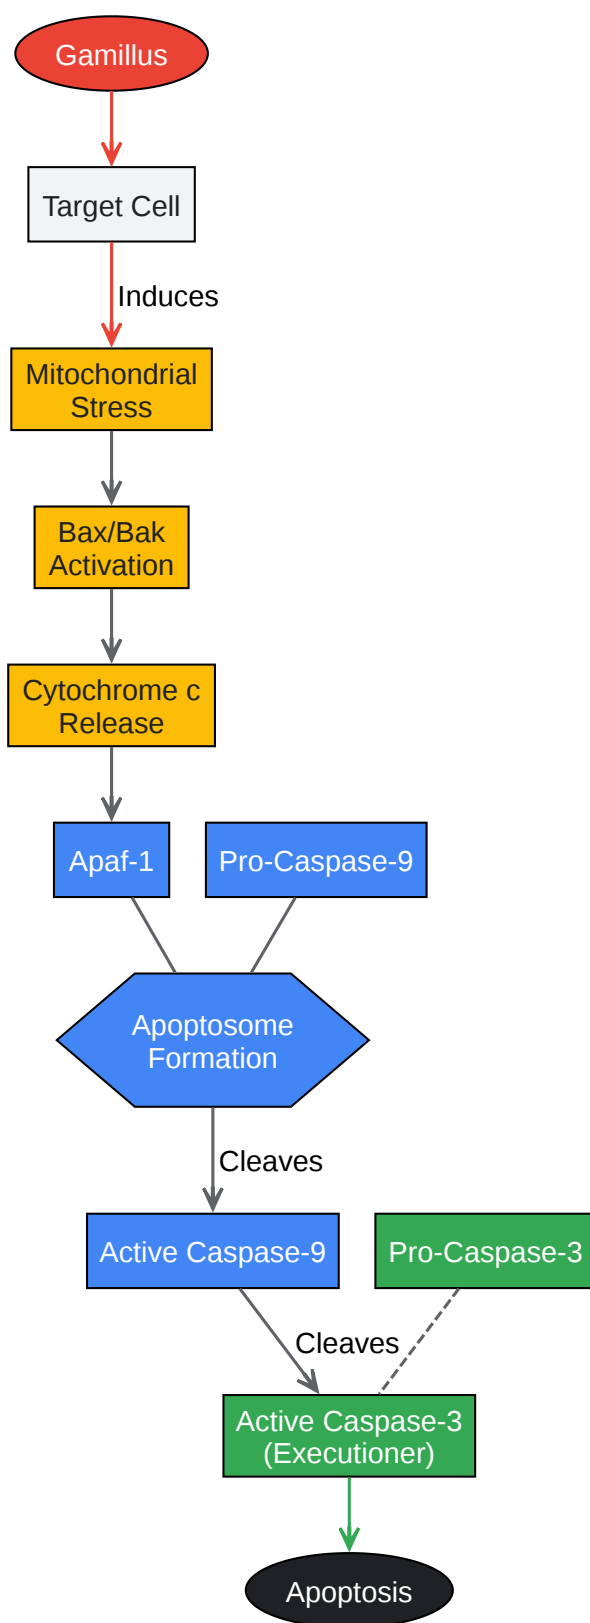 Gamillus
Target Cell
Induces
Mitochondrial
Stress
Bax/Bak
Activation
Cytochrome c
Release
Apaf-1
Pro-Caspase-9
Apoptosome
Formation
Cleaves
Active Caspase-9
Pro-Caspase-3
Cleaves
Active Caspase-3
(Executioner)
Apoptosis